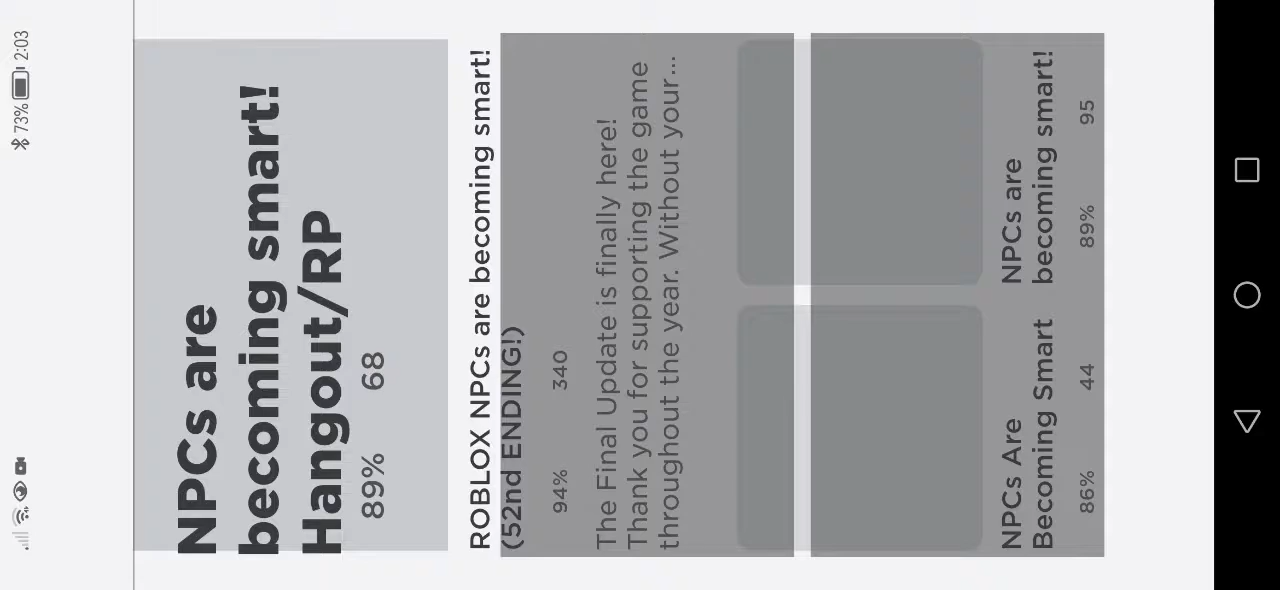 73% 2:03
NPCs are
becoming smart!
Hangout/RP
89% 68
ROBLOX NPCs are becoming smart!
(52nd ENDING!)
94% 340
The Final Update is finally here!
Thank you for supporting the game
throughout the year. Without your...
NPCs Are
Becoming Smart
86% 44
NPCs are
becoming smart!
89% 95